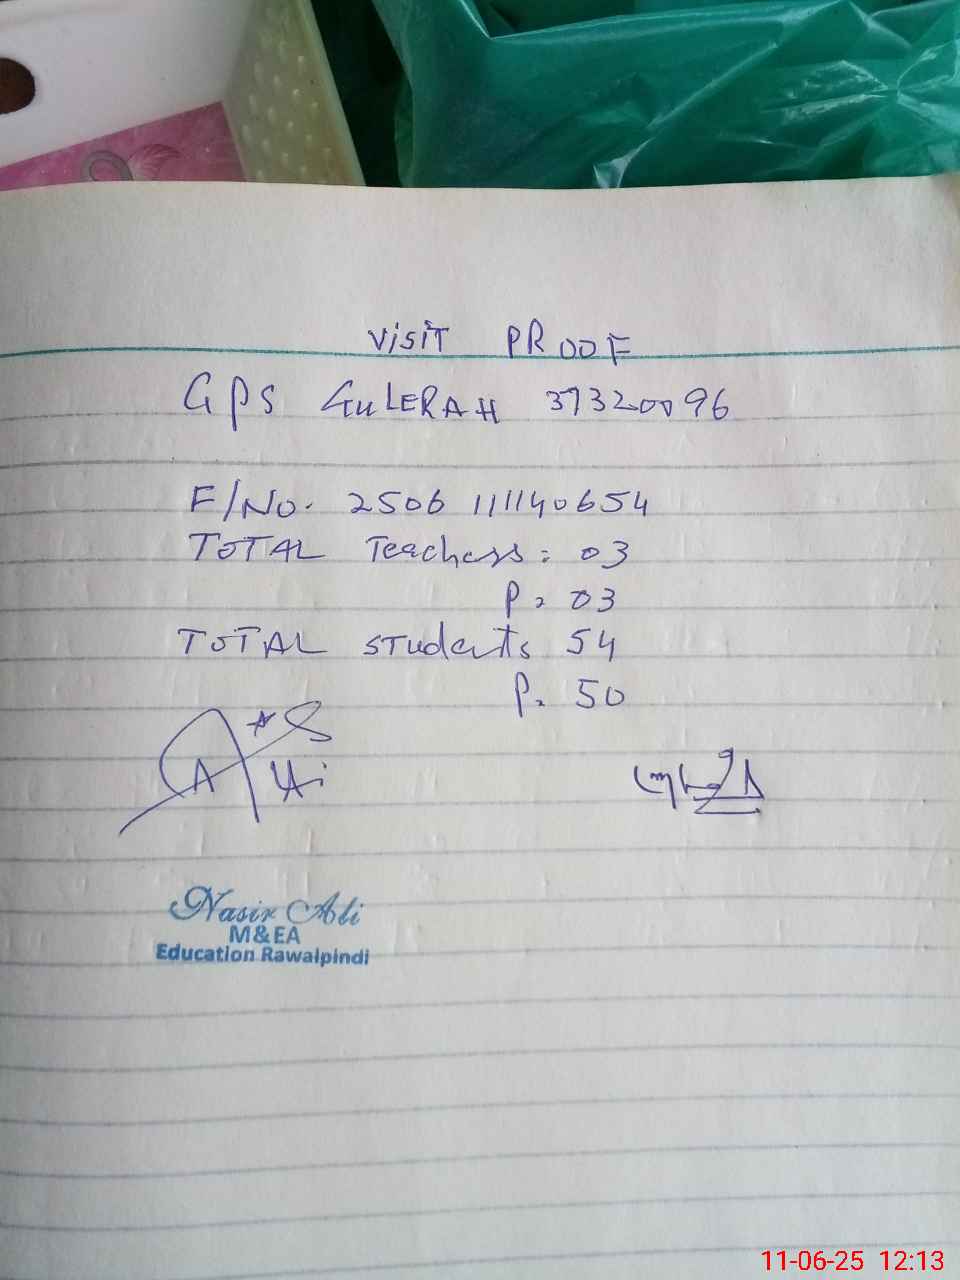 VISIT PROOF
GPS GULERAH 37320096
F/No. 2506 111140654
TOTAL Teachers: 03
P. 03
TOTAL students 54
P. 50
Nasir Ali
M&EA
Education Rawalpindi
11-06-25 12:13